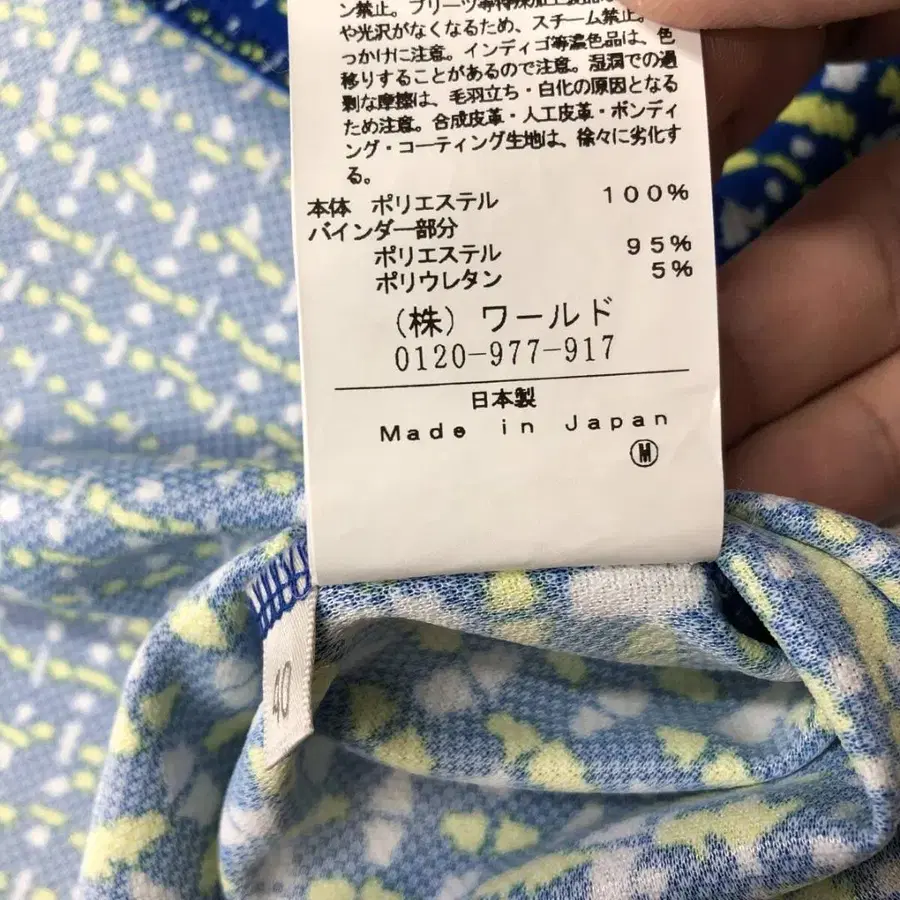 ン禁止。プリーツ等特殊加工製品は
や光沢がなくなるため、スチーム禁止。
っかけに注意。インディゴ等濃色品は、色
移りすることがあるので注意。湿潤での過
剰な摩擦は、毛羽立ち・白化の原因となる
ため注意。合成皮革・人工皮革・ボンディ
ング・コーティング生地は、徐々に劣化す
る。
本体 ポリエステル 100%
バインダー部分
ポリエステル 95%
ポリウレタン 5%
(株) ワールド
0120-977-917
日本製
Made in Japan
M
40